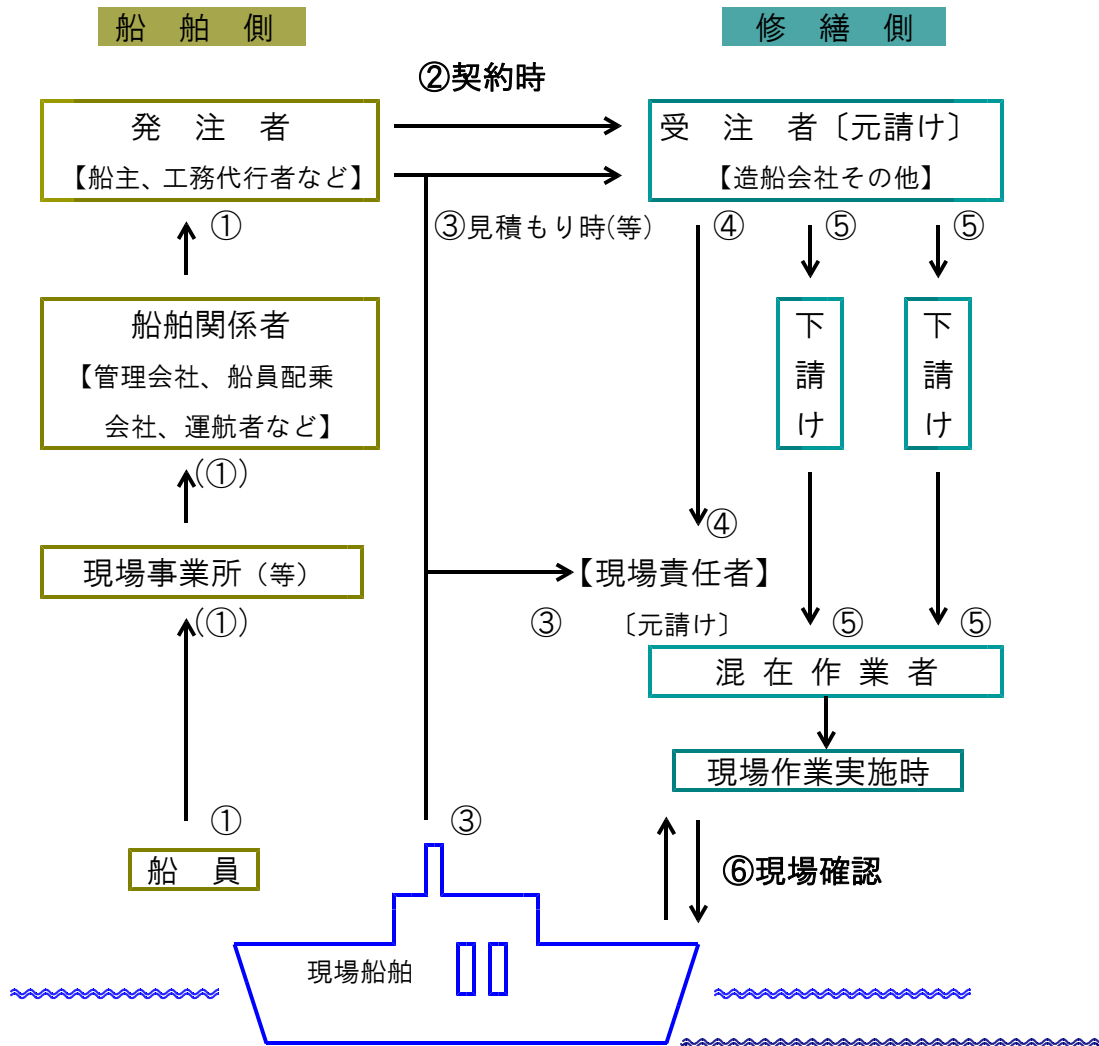 船舶側
修繕側
②契約時
発注者
【船主、工務代行者など】
受注者〔元請け〕
【造船会社その他】
①
③見積もり時(等)
④
⑤
⑤
船舶関係者
【管理会社、船員配乗
会社、運航者など】
下請け
下請け
(①)
④
現場事業所（等）
【現場責任者】
(①)
③
〔元請け〕
⑤
⑤
混在作業者
現場作業実施時
①
③
船員
⑥現場確認
現場船舶